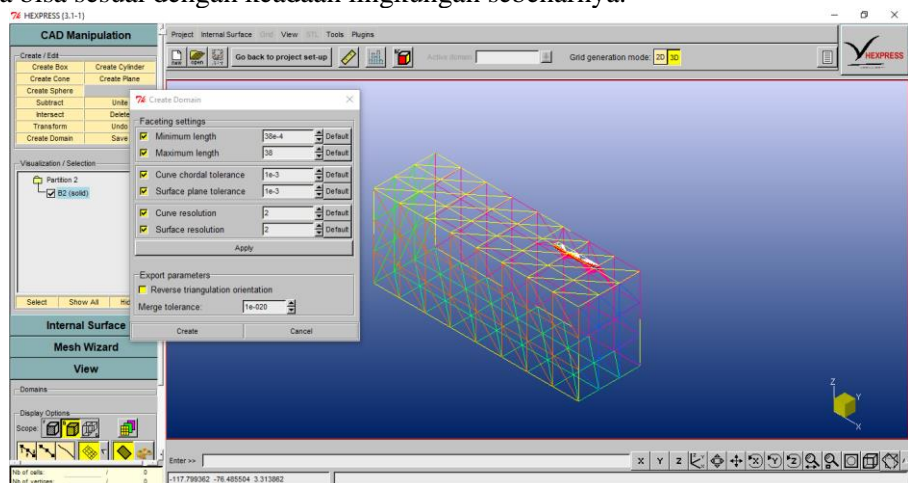 a bisa sesuai dengan keadaan lingkungan sebenarnya.
HEXPRESS (3.1-1)
CAD Manipulation
Project Internal Surface Grid View STL Tools Plugins
Go back to project set-up
Active domain:
Grid generation mode: 2D 3D
HEXPRESS
Create / Edit
Create Box Create Cylinder
Create Cone Create Plane
Create Sphere
Subtract Unite
Intersect Delete
Transform Undo
Create Domain Save
Visualization / Selection
Partition 2
B2 (solid)
Select Show All
Internal Surface
Mesh Wizard
View
Domains
Display Options
Scope:
Nb of cells: / 0
Nb of vertices: / 0
Create Domain
Faceting settings
Minimum length 38e-4 Default
Maximum length 38 Default
Curve chordal tolerance 1e-3 Default
Surface plane tolerance 1e-3 Default
Curve resolution 2 Default
Surface resolution 2 Default
Apply
Export parameters
Reverse triangulation orientation
Merge tolerance: 1e-020
Create Cancel
Z
Y
X
Enter >>
X Y Z
-117.799362 -76.485504 3.313862